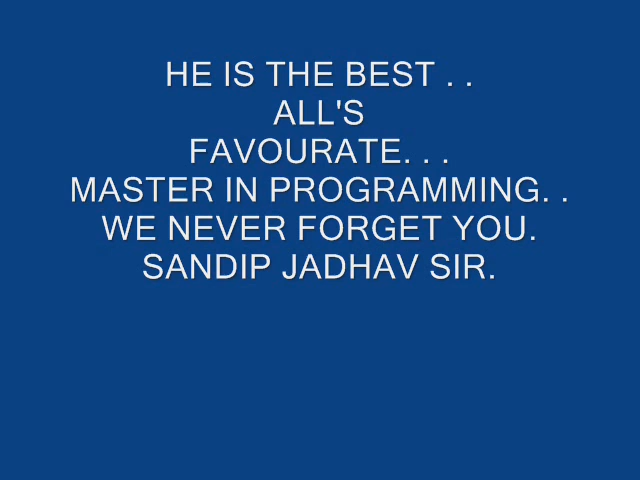 HE IS THE BEST . .
ALL'S
FAVOURATE. . .
MASTER IN PROGRAMMING. .
WE NEVER FORGET YOU.
SANDIP JADHAV SIR.